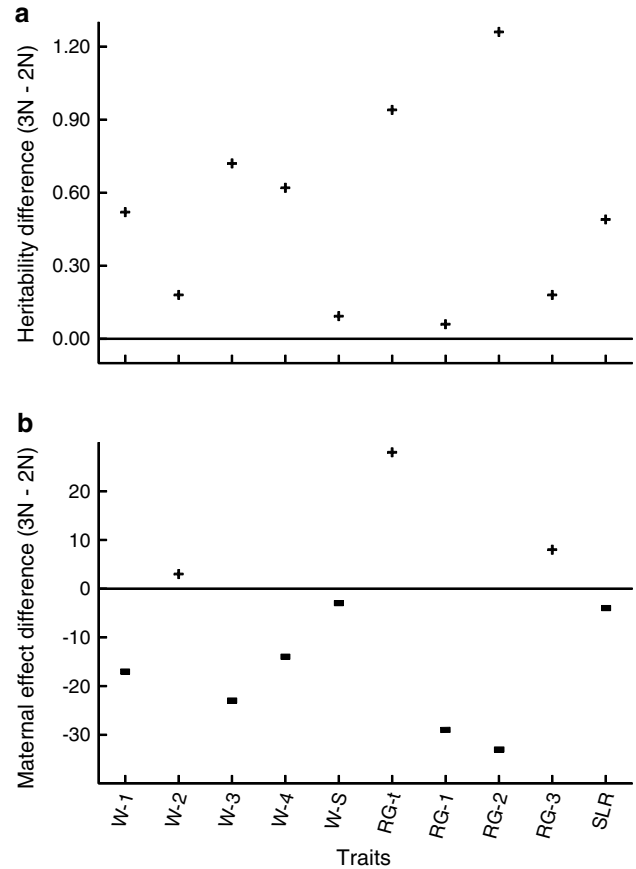 a
Heritability difference (3N - 2N)
1.20
0.90
0.60
0.30
0.00
b
Maternal effect difference (3N - 2N)
20
10
0
-10
-20
-30
W-1
W-2
W-3
W-4
W-S
RG-t
RG-1
RG-2
RG-3
SLR
Traits